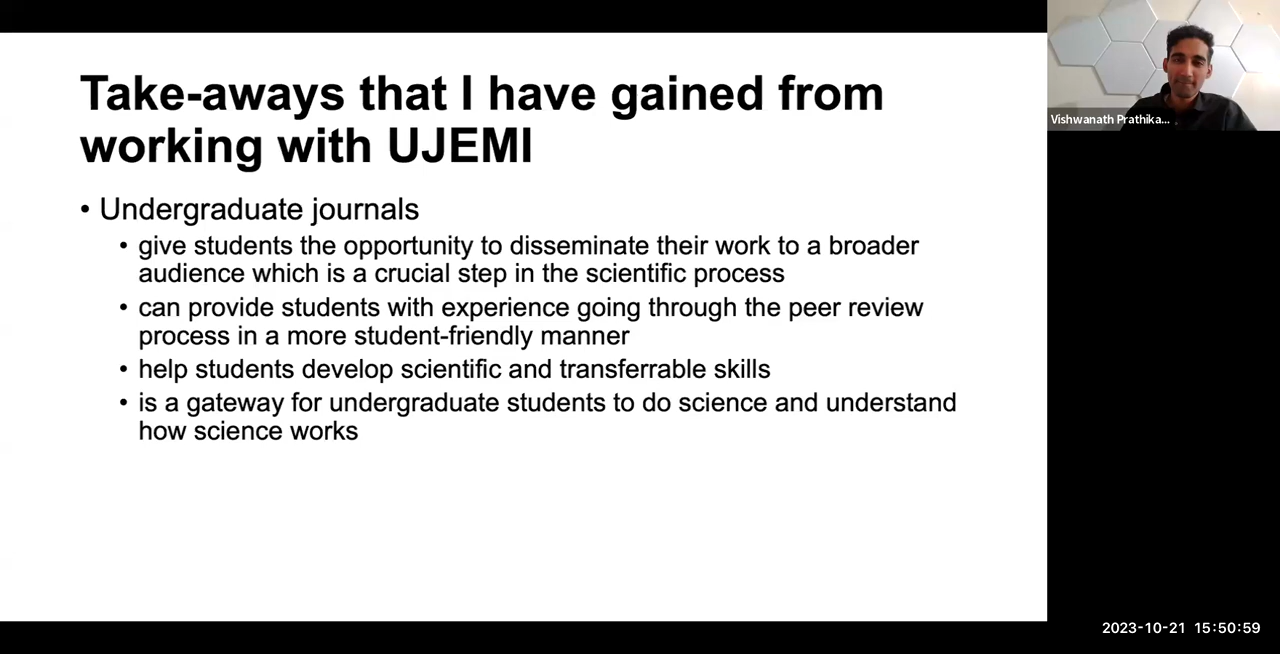 Take-aways that I have gained from
working with UJEMI
• Undergraduate journals
• give students the opportunity to disseminate their work to a broader
audience which is a crucial step in the scientific process
• can provide students with experience going through the peer review
process in a more student-friendly manner
• help students develop scientific and transferrable skills
• is a gateway for undergraduate students to do science and understand
how science works
Vishwanath Prathika...
2023-10-21 15:50:59